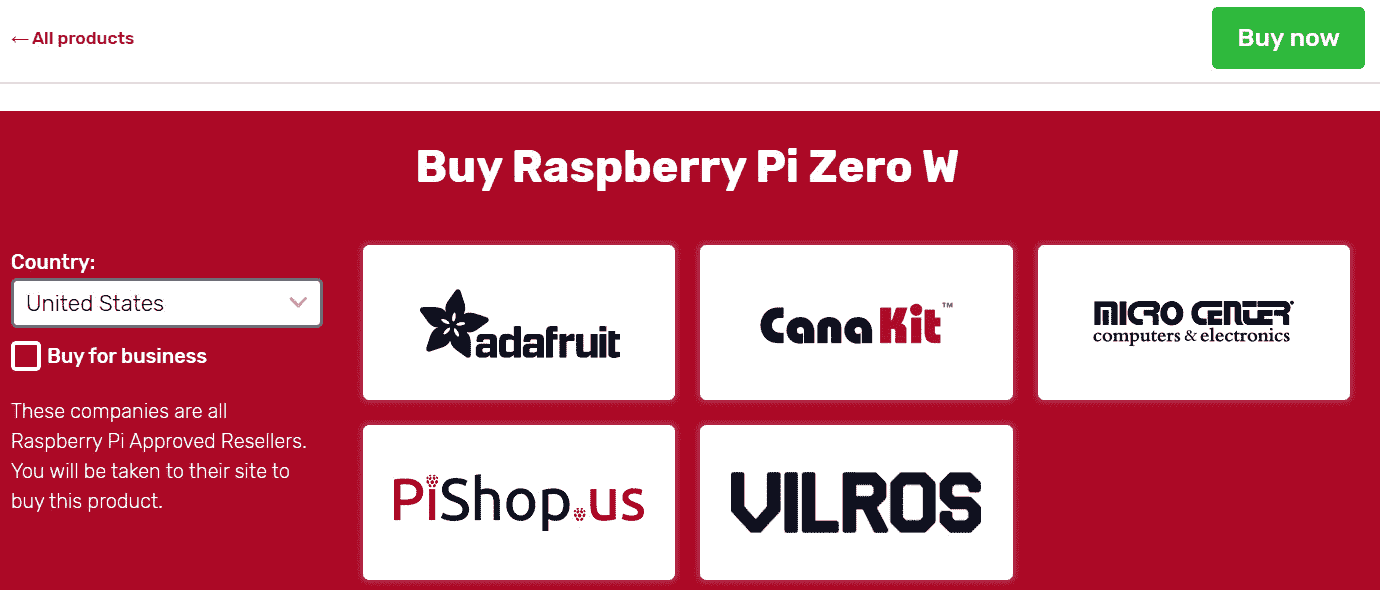 ← All products
Buy now
Buy Raspberry Pi Zero W
Country:
United States
Buy for business
These companies are all
Raspberry Pi Approved Resellers.
You will be taken to their site to
buy this product.
adafruit
CanaKit™
MICRO CENTER
computers & electronics
PiShop.us
VILROS